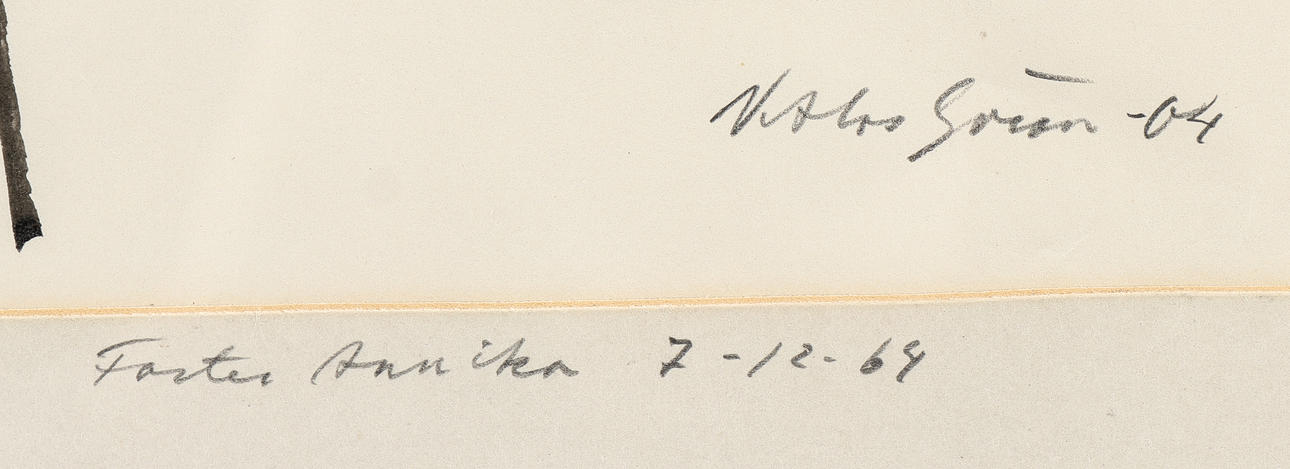 Göran -04
Faster Annika 7-12-69